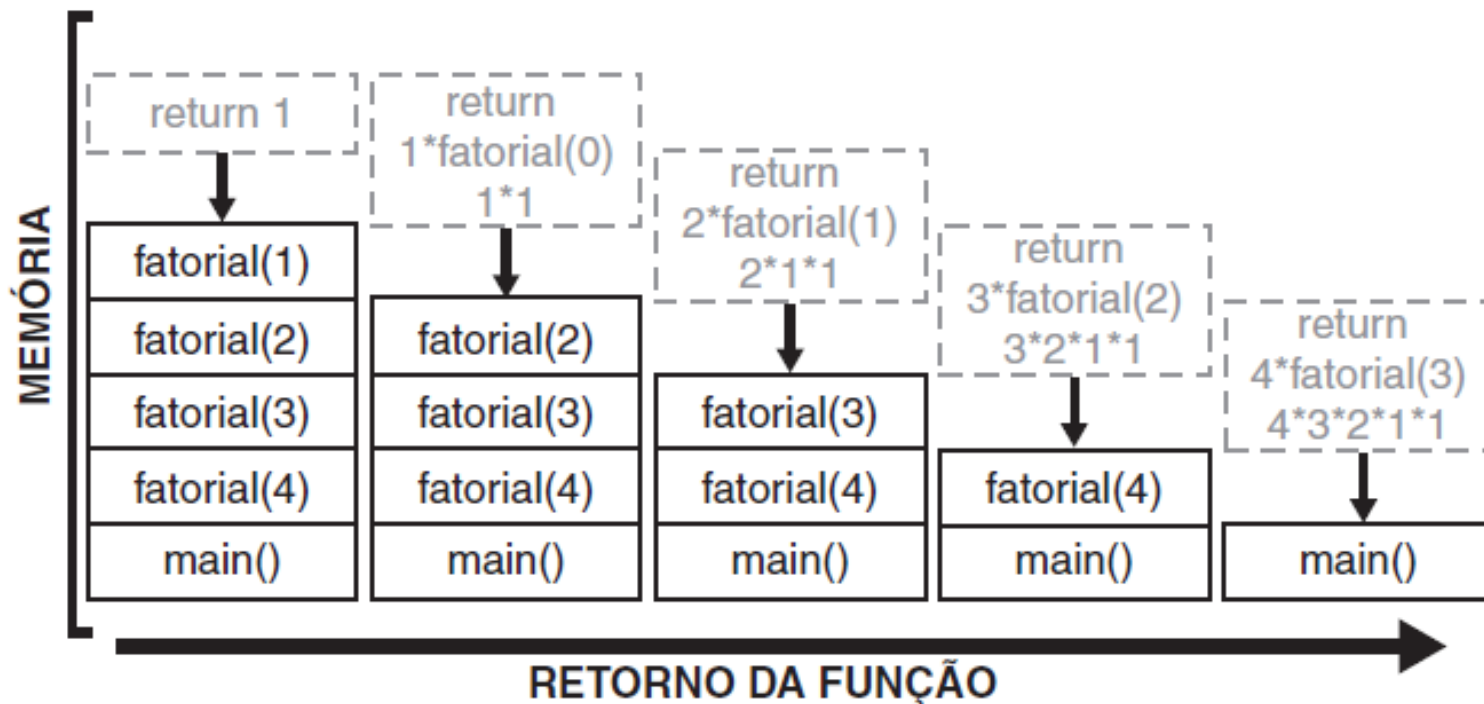 MEMÓRIA
return 1
fatorial(1)
fatorial(2)
fatorial(3)
fatorial(4)
main()
return
1*fatorial(0)
1*1
fatorial(2)
fatorial(3)
fatorial(4)
main()
return
2*fatorial(1)
2*1*1
fatorial(3)
fatorial(4)
main()
return
3*fatorial(2)
3*2*1*1
fatorial(4)
main()
return
4*fatorial(3)
4*3*2*1*1
main()
RETORNO DA FUNÇÃO